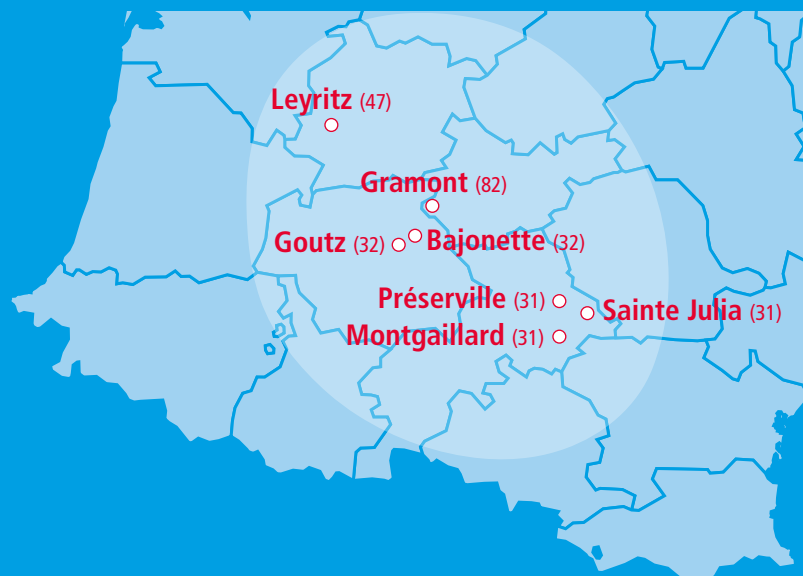 Leyritz (47)
Gramont (82)
Goutz (32)
Bajonette (32)
Préserville (31)
Sainte Julia (31)
Montgaillard (31)